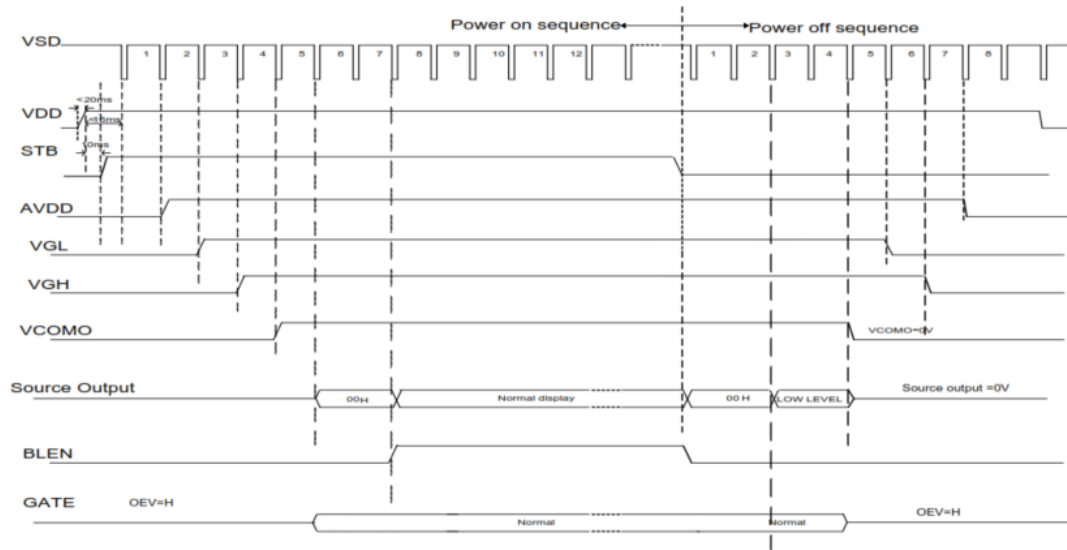 Power on sequence Power off sequence
VSD 1 2 3 4 5 6 7 8 9 10 11 12 1 2 3 4 5 6 7 8
<20ms
VDD
STB
AVDD
VGL
VGH
VCOMO VCOMO=0V
Source Output 00H Normal display 00 H LOW LEVEL Source output =0V
BLEN
GATE OEV=H Normal Normal OEV=H